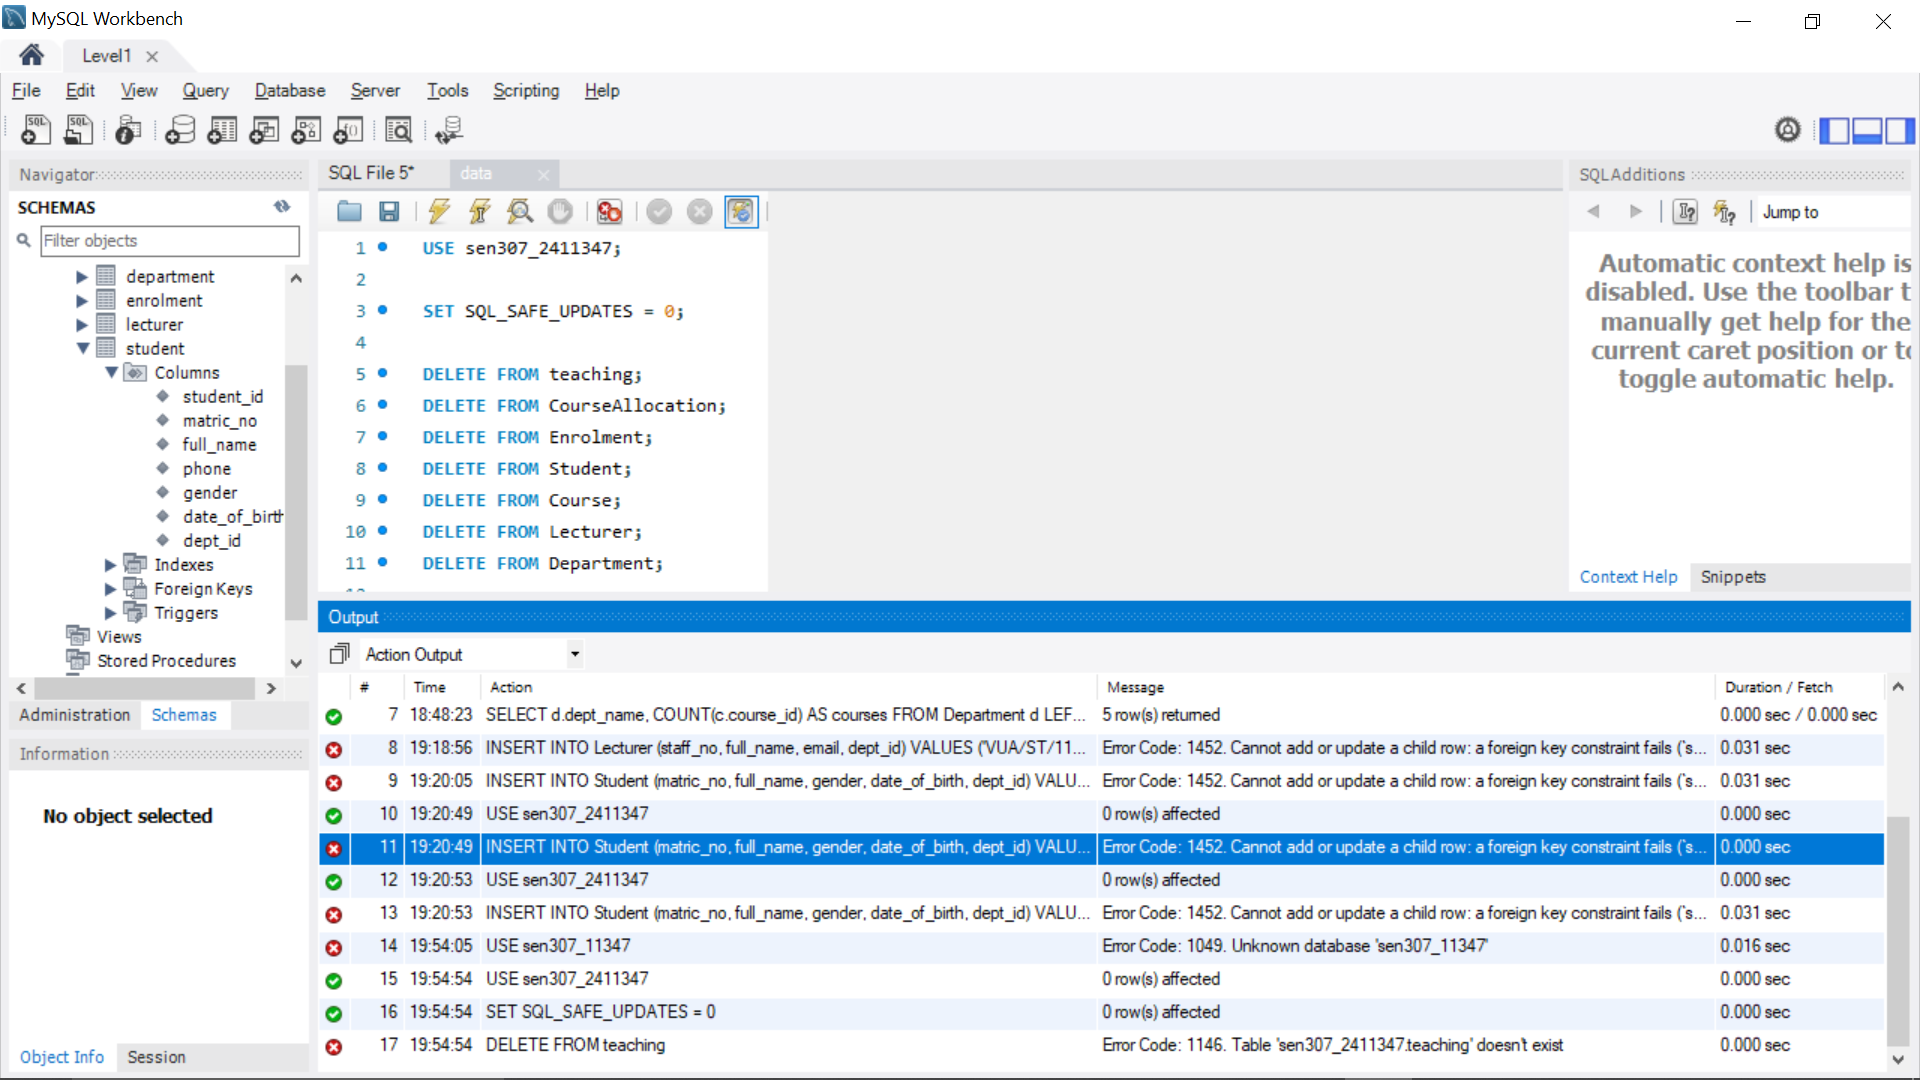 MySQL Workbench
Level1
File Edit View Query Database Server Tools Scripting Help
Navigator
SCHEMAS
Filter objects
department
enrolment
lecturer
student
Columns
student_id
matric_no
full_name
phone
gender
date_of_birth
dept_id
Indexes
Foreign Keys
Triggers
Views
Stored Procedures
Administration Schemas
Information
No object selected
Object Info Session
SQL File 5* data
1 USE sen307_2411347;
2
3 SET SQL_SAFE_UPDATES = 0;
4
5 DELETE FROM teaching;
6 DELETE FROM CourseAllocation;
7 DELETE FROM Enrolment;
8 DELETE FROM Student;
9 DELETE FROM Course;
10 DELETE FROM Lecturer;
11 DELETE FROM Department;
SQLAdditions
Jump to
Automatic context help is
disabled. Use the toolbar t
manually get help for the
current caret position or to
toggle automatic help.
Context Help Snippets
Output
Action Output
# Time Action Message Duration / Fetch
7 18:48:23 SELECT d.dept_name, COUNT(c.course_id) AS courses FROM Department d LEF... 5 row(s) returned 0.000 sec / 0.000 sec
8 19:18:56 INSERT INTO Lecturer (staff_no, full_name, email, dept_id) VALUES ('VUA/ST/11... Error Code: 1452. Cannot add or update a child row: a foreign key constraint fails (`s... 0.031 sec
9 19:20:05 INSERT INTO Student (matric_no, full_name, gender, date_of_birth, dept_id) VALU... Error Code: 1452. Cannot add or update a child row: a foreign key constraint fails (`s... 0.031 sec
10 19:20:49 USE sen307_2411347 0 row(s) affected 0.000 sec
11 19:20:49 INSERT INTO Student (matric_no, full_name, gender, date_of_birth, dept_id) VALU... Error Code: 1452. Cannot add or update a child row: a foreign key constraint fails (`s... 0.000 sec
12 19:20:53 USE sen307_2411347 0 row(s) affected 0.000 sec
13 19:20:53 INSERT INTO Student (matric_no, full_name, gender, date_of_birth, dept_id) VALU... Error Code: 1452. Cannot add or update a child row: a foreign key constraint fails (`s... 0.031 sec
14 19:54:05 USE sen307_11347 Error Code: 1049. Unknown database 'sen307_11347' 0.016 sec
15 19:54:54 USE sen307_2411347 0 row(s) affected 0.000 sec
16 19:54:54 SET SQL_SAFE_UPDATES = 0 0 row(s) affected 0.000 sec
17 19:54:54 DELETE FROM teaching Error Code: 1146. Table 'sen307_2411347.teaching' doesn't exist 0.000 sec